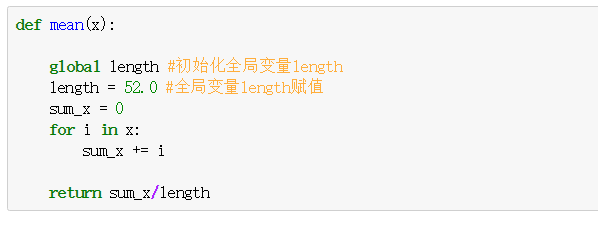 def mean(x):
global length #初始化全局变量length
length = 52.0 #全局变量length赋值
sum_x = 0
for i in x:
sum_x += i
return sum_x/length